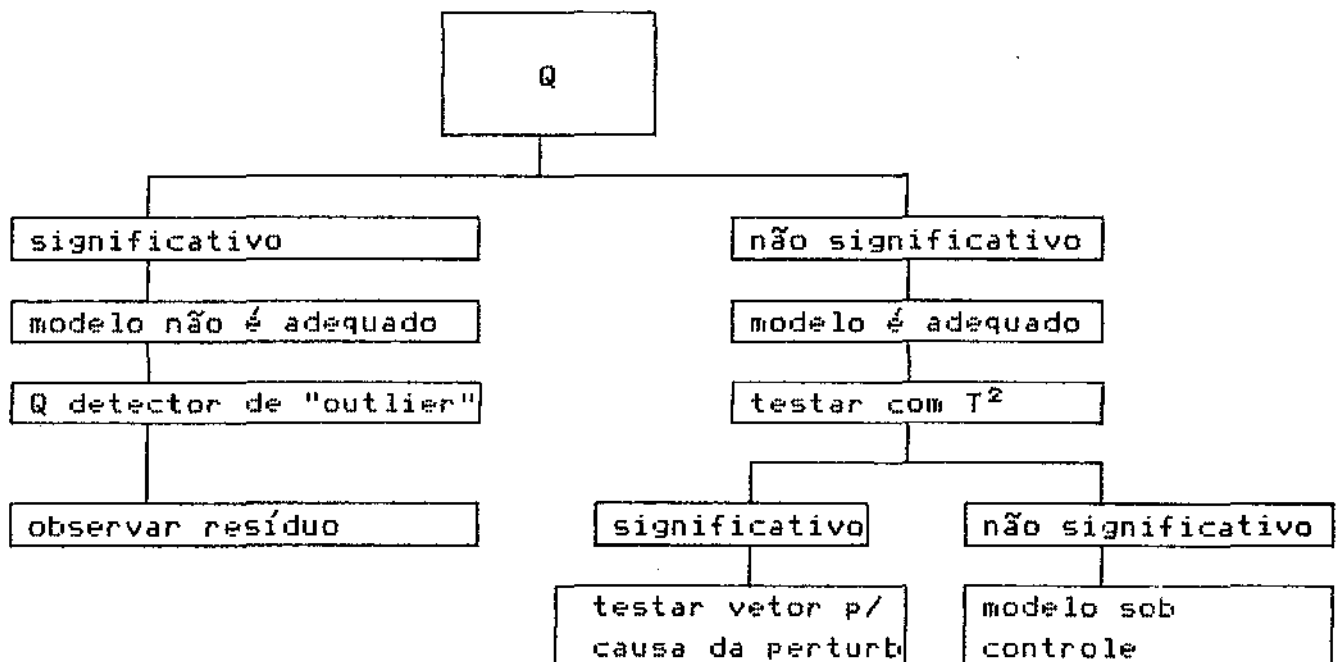 Q
significativo
não significativo
modelo não é adequado
modelo é adequado
Q detector de "outlier"
testar com T²
observar resíduo
significativo
não significativo
testar vetor p/
causa da perturb
modelo sob
controle